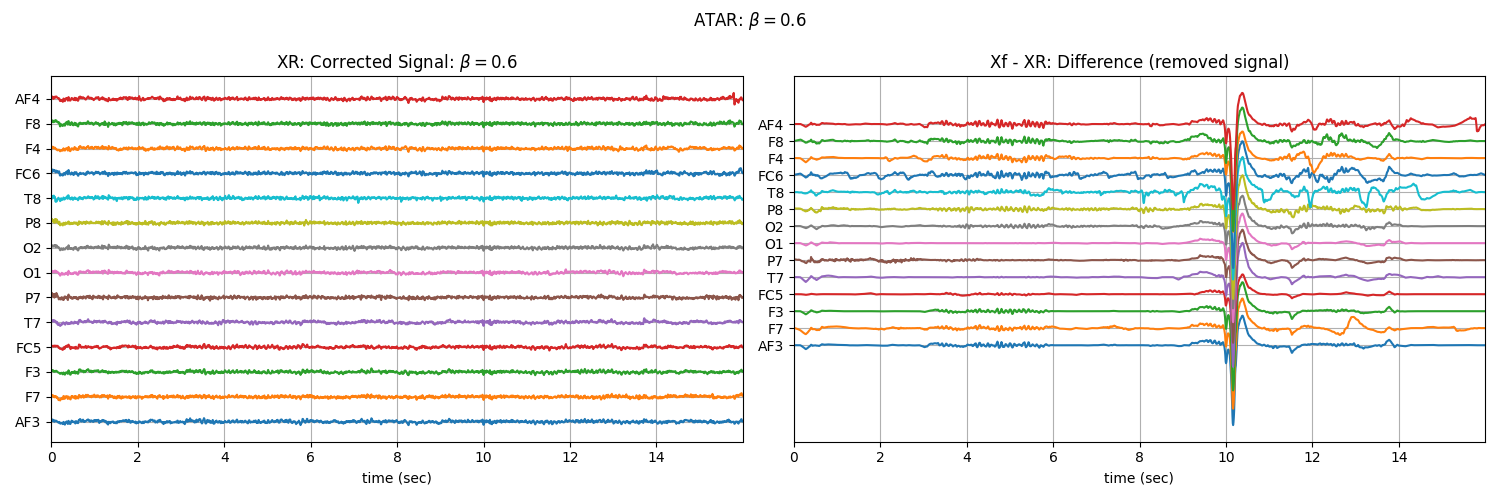 ATAR: β = 0.6
XR: Corrected Signal: β = 0.6
AF4
F8
F4
FC6
T8
P8
O2
O1
P7
T7
FC5
F3
F7
AF3
0 2 4 6 8 10 12 14
time (sec)
Xf - XR: Difference (removed signal)
AF4
F8
F4
FC6
T8
P8
O2
O1
P7
T7
FC5
F3
F7
AF3
0 2 4 6 8 10 12 14
time (sec)